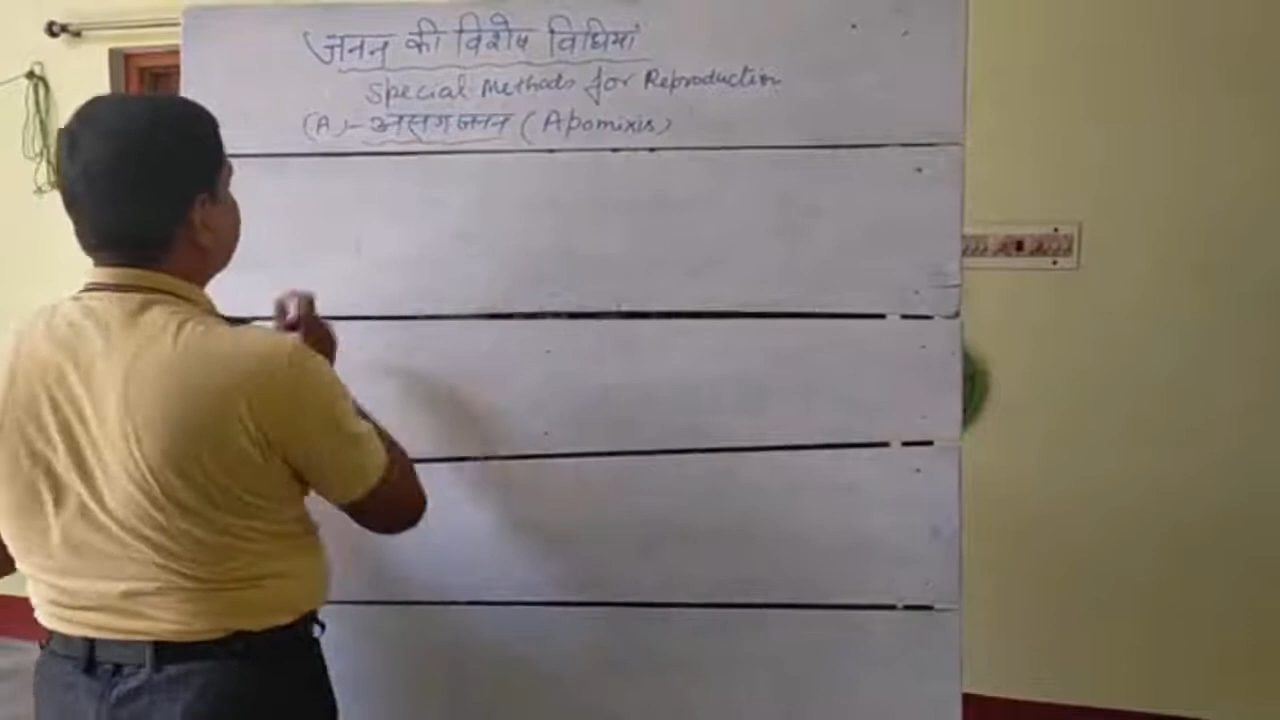 जनन की विशेष विधियां
Special Methods for Reproduction
(A)- असंगजनन (Apomixis)